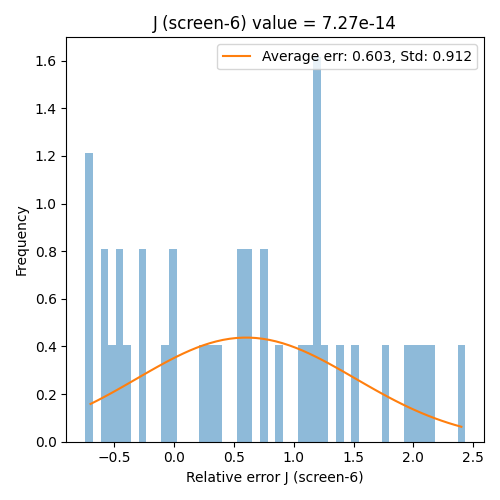 J (screen-6) value = 7.27e-14
Average err: 0.603, Std: 0.912
1.6
1.4
1.2
1.0
0.8
0.6
0.4
0.2
0.0
Frequency
−0.5 0.0 0.5 1.0 1.5 2.0 2.5
Relative error J (screen-6)